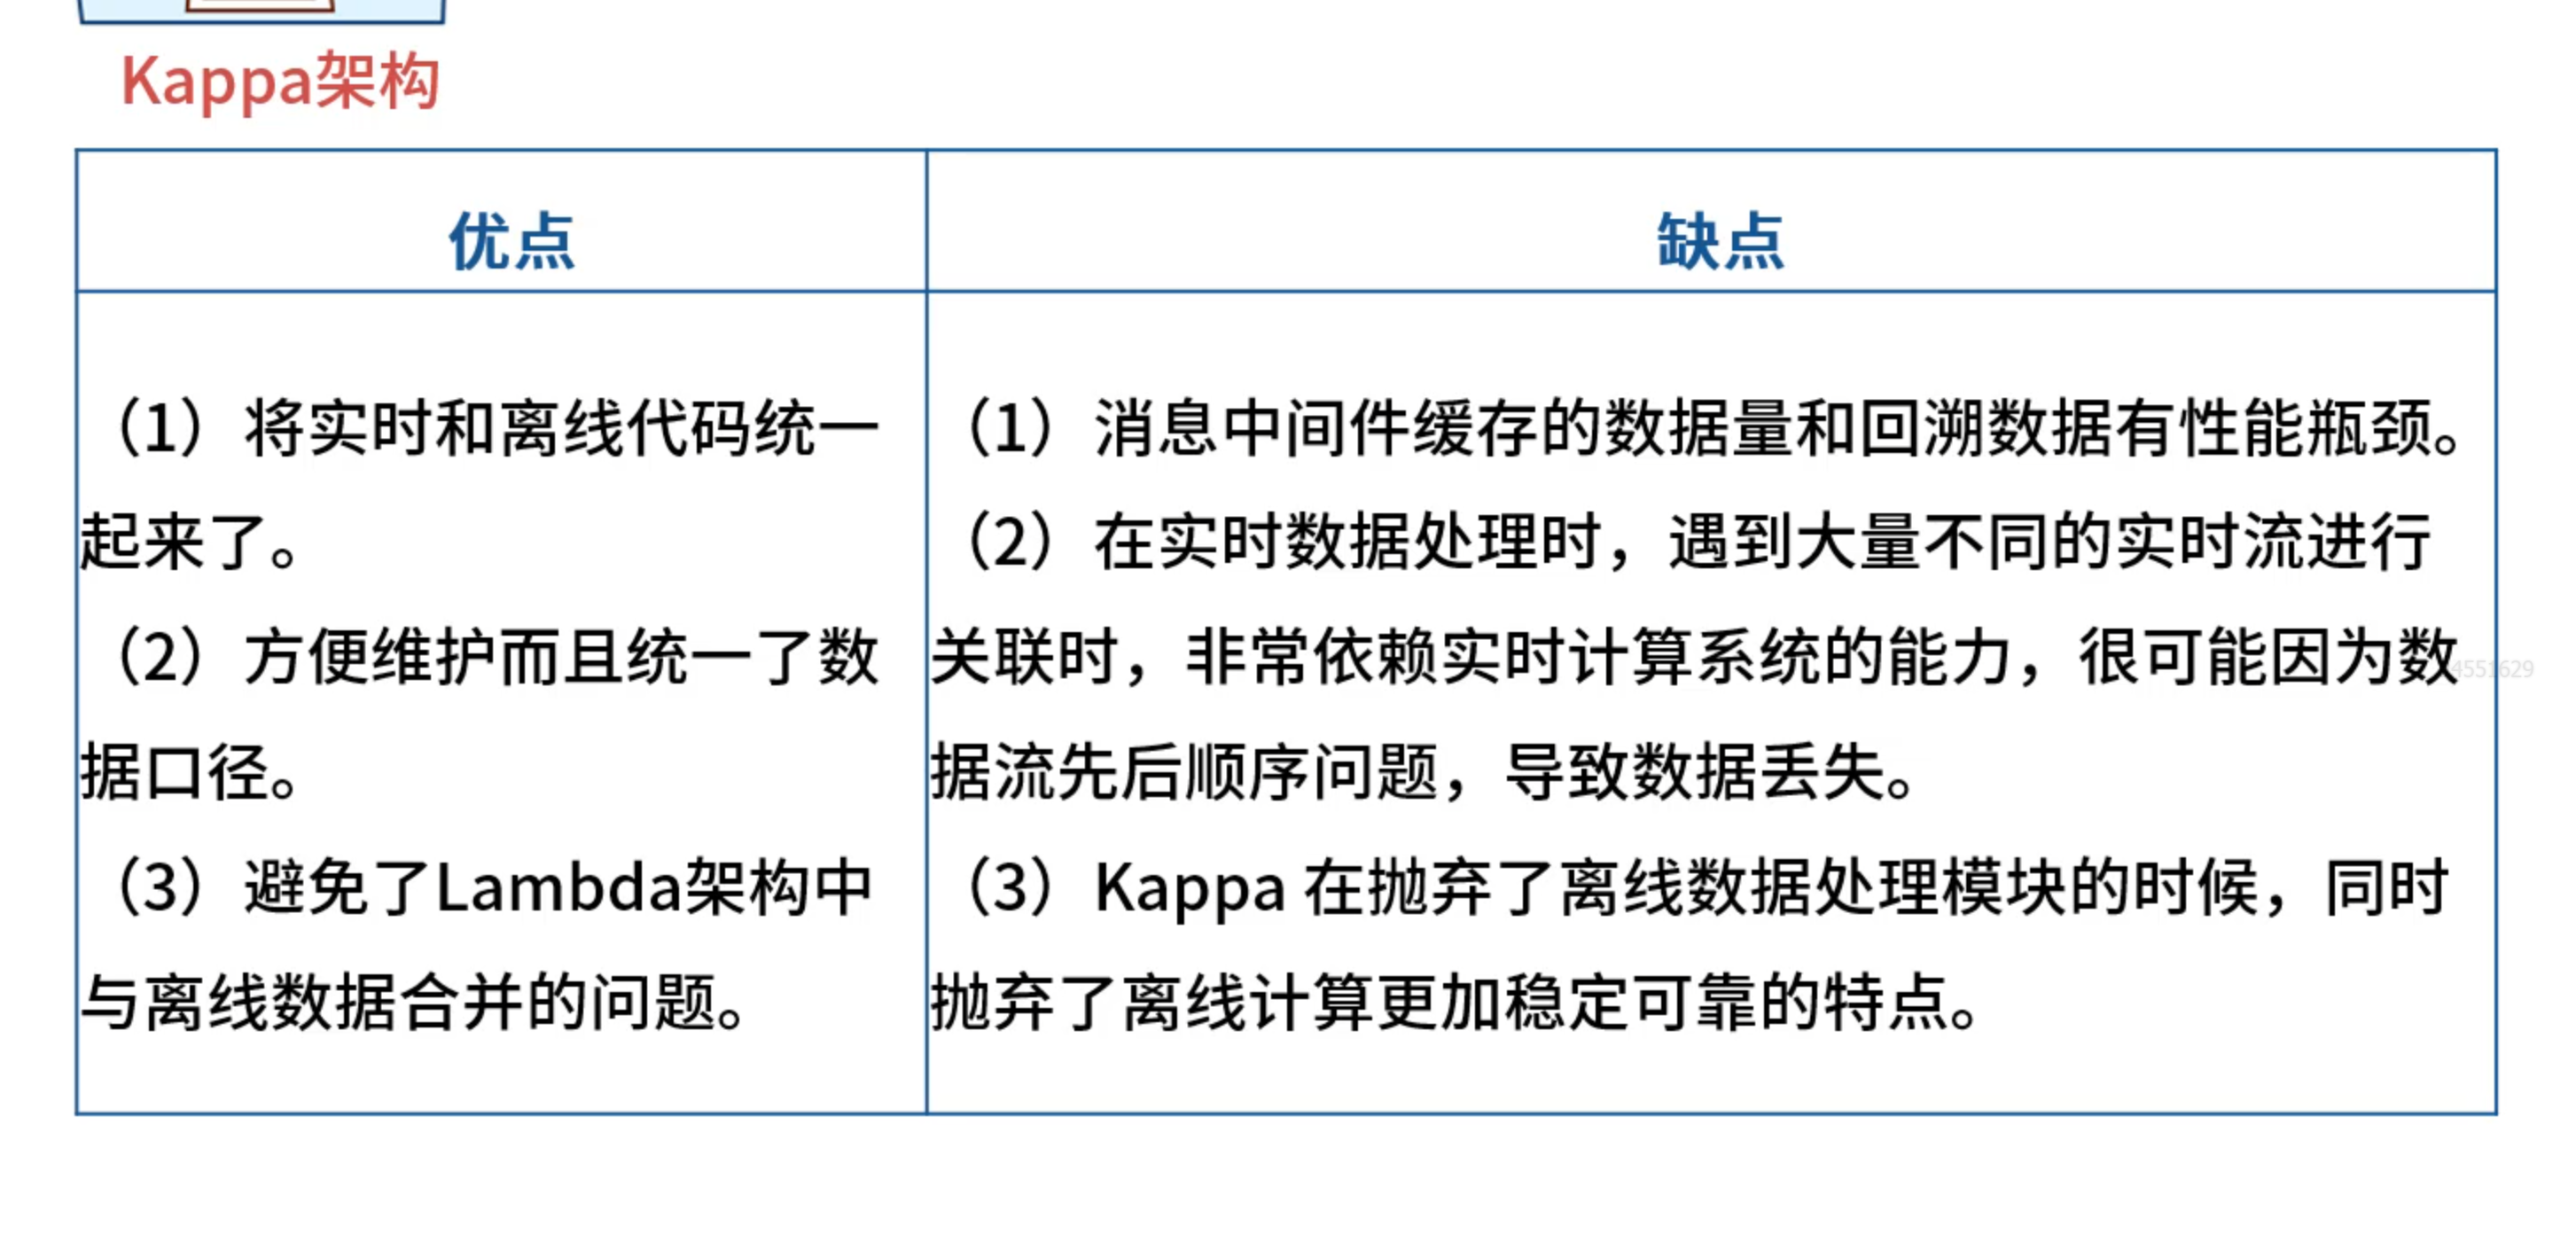 Kappa架构
优点
缺点
（1）将实时和离线代码统一
起来了。
（2）方便维护而且统一了数
据口径。
（3）避免了Lambda架构中
与离线数据合并的问题。
（1）消息中间件缓存的数据量和回溯数据有性能瓶颈。
（2）在实时数据处理时，遇到大量不同的实时流进行
关联时，非常依赖实时计算系统的能力，很可能因为数
据流先后顺序问题，导致数据丢失。
（3）Kappa 在抛弃了离线数据处理模块的时候，同时
抛弃了离线计算更加稳定可靠的特点。
4551629